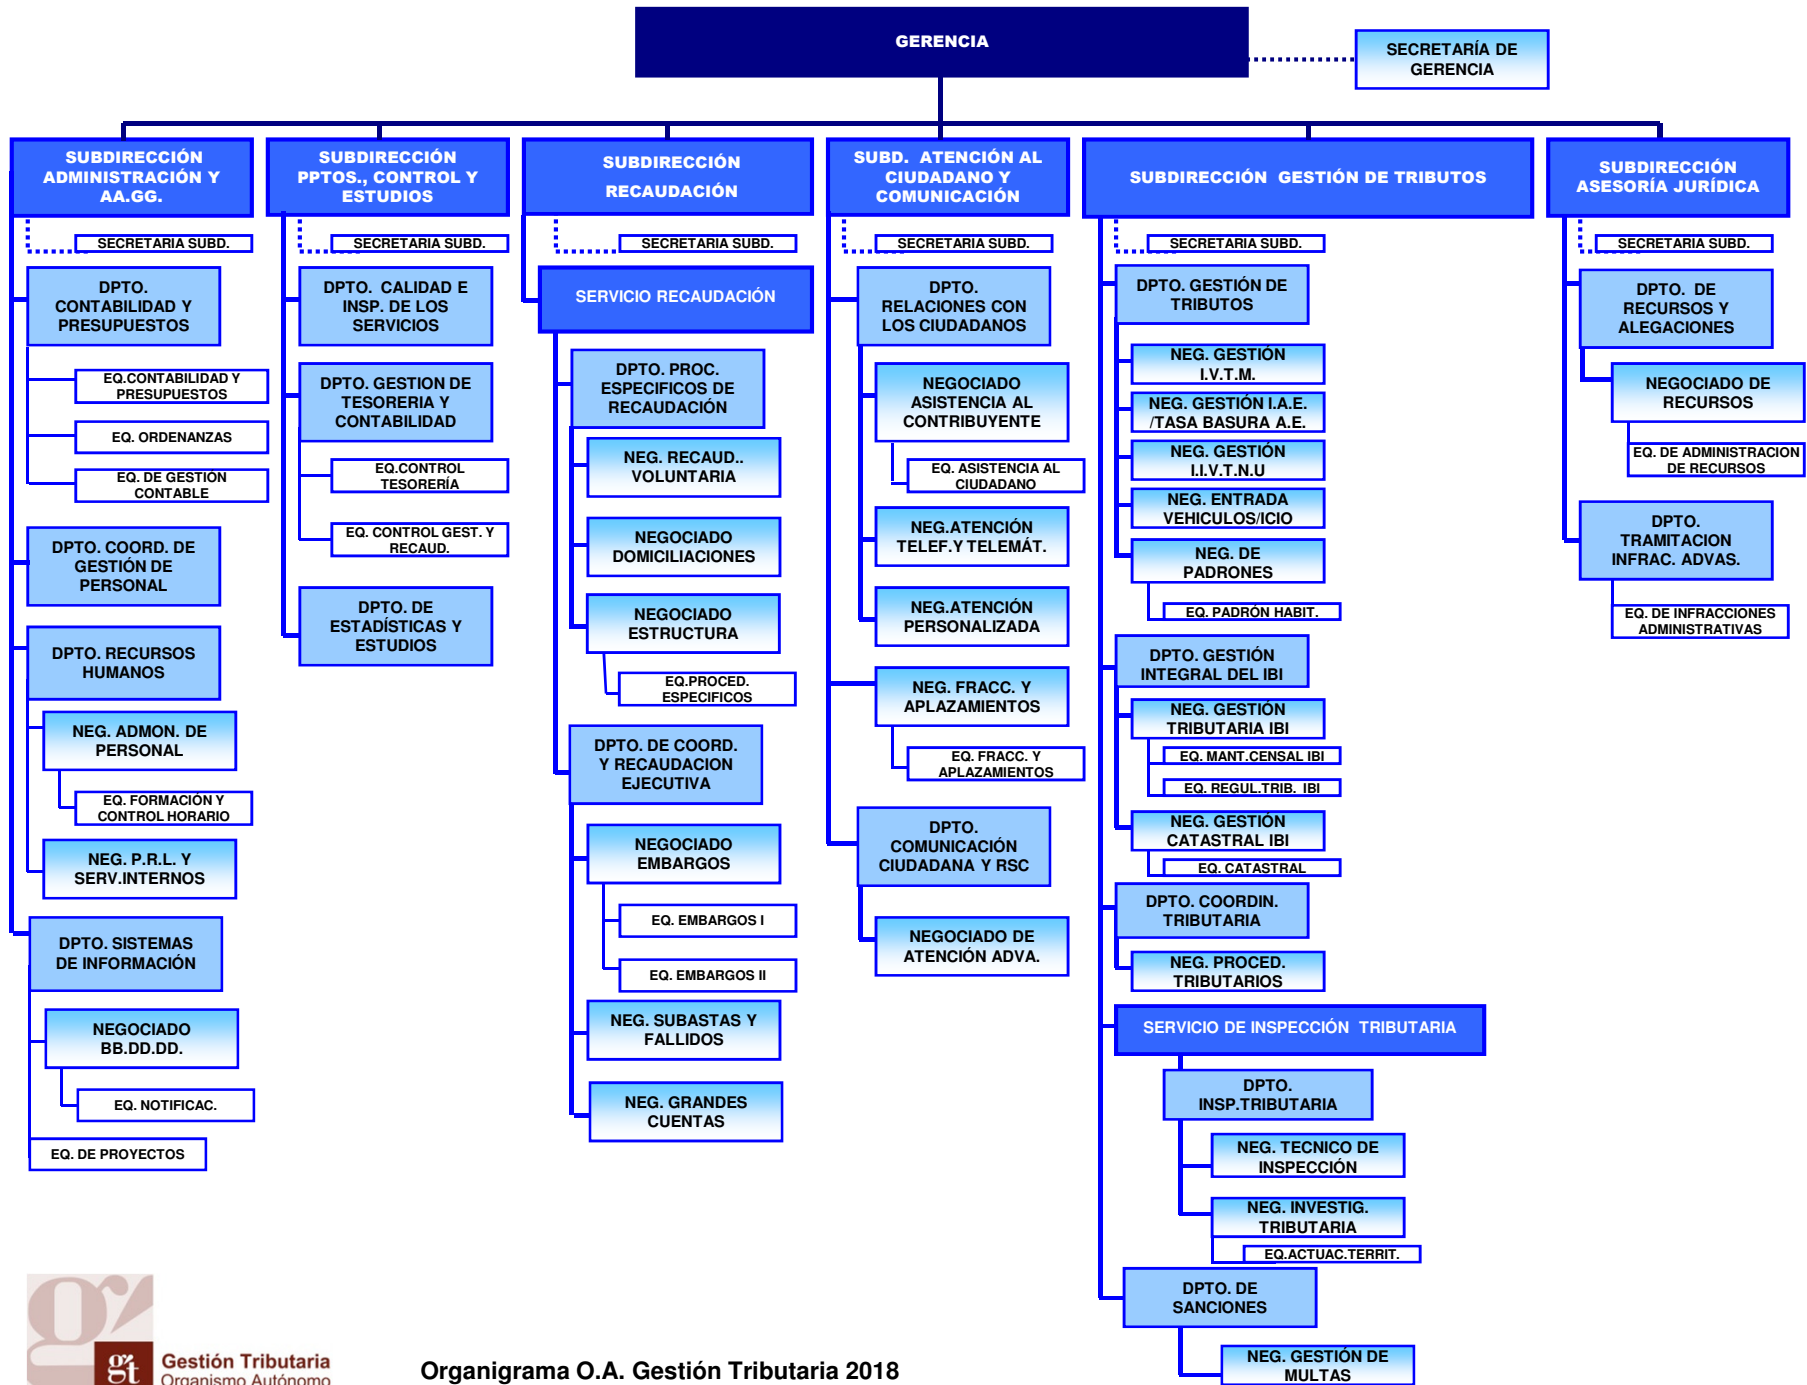 GERENCIA
SECRETARÍA DE
GERENCIA
SUBDIRECCIÓN
ADMINISTRACIÓN Y
AA.GG.
SECRETARIA SUBD.
DPTO.
CONTABILIDAD Y
PRESUPUESTOS
EQ.CONTABILIDAD Y
PRESUPUESTOS
EQ. ORDENANZAS
EQ. DE GESTIÓN
CONTABLE
DPTO. COORD. DE
GESTIÓN DE
PERSONAL
DPTO. RECURSOS
HUMANOS
NEG. ADMON. DE
PERSONAL
EQ. FORMACIÓN Y
CONTROL HORARIO
NEG. P.R.L. Y
SERV.INTERNOS
DPTO. SISTEMAS
DE INFORMACIÓN
NEGOCIADO
BB.DD.DD.
EQ. NOTIFICAC.
EQ. DE PROYECTOS
SUBDIRECCIÓN
PPTOS., CONTROL Y
ESTUDIOS
SECRETARIA SUBD.
DPTO. CALIDAD E
INSP. DE LOS
SERVICIOS
DPTO. GESTION DE
TESORERIA Y
CONTABILIDAD
EQ.CONTROL
TESORERÍA
EQ. CONTROL GEST. Y
RECAUD.
DPTO. DE
ESTADÍSTICAS Y
ESTUDIOS
SUBDIRECCIÓN
RECAUDACIÓN
SECRETARIA SUBD.
SERVICIO RECAUDACIÓN
DPTO. PROC.
ESPECIFICOS DE
RECAUDACIÓN
NEG. RECAUD..
VOLUNTARIA
NEGOCIADO
DOMICILIACIONES
NEGOCIADO
ESTRUCTURA
EQ.PROCED.
ESPECIFICOS
DPTO. DE COORD.
Y RECAUDACION
EJECUTIVA
NEGOCIADO
EMBARGOS
EQ. EMBARGOS I
EQ. EMBARGOS II
NEG. SUBASTAS Y
FALLIDOS
NEG. GRANDES
CUENTAS
SUBD. ATENCIÓN AL
CIUDADANO Y
COMUNICACIÓN
SECRETARIA SUBD.
DPTO.
RELACIONES CON
LOS CIUDADANOS
NEGOCIADO
ASISTENCIA AL
CONTRIBUYENTE
EQ. ASISTENCIA AL
CIUDADANO
NEG.ATENCIÓN
TELEF.Y TELEMÁT.
NEG.ATENCIÓN
PERSONALIZADA
NEG. FRACC. Y
APLAZAMIENTOS
EQ. FRACC. Y
APLAZAMIENTOS
DPTO.
COMUNICACIÓN
CIUDADANA Y RSC
NEGOCIADO DE
ATENCIÓN ADVA.
SUBDIRECCIÓN GESTIÓN DE TRIBUTOS
SECRETARIA SUBD.
DPTO. GESTIÓN DE
TRIBUTOS
NEG. GESTIÓN
I.V.T.M.
NEG. GESTIÓN I.A.E.
/TASA BASURA A.E.
NEG. GESTIÓN
I.I.V.T.N.U
NEG. ENTRADA
VEHICULOS/ICIO
NEG. DE
PADRONES
EQ. PADRÓN HABIT.
DPTO. GESTIÓN
INTEGRAL DEL IBI
NEG. GESTIÓN
TRIBUTARIA IBI
EQ. MANT.CENSAL IBI
EQ. REGUL.TRIB. IBI
NEG. GESTIÓN
CATASTRAL IBI
EQ. CATASTRAL
DPTO. COORDIN.
TRIBUTARIA
NEG. PROCED.
TRIBUTARIOS
SERVICIO DE INSPECCIÓN TRIBUTARIA
DPTO.
INSP.TRIBUTARIA
NEG. TECNICO DE
INSPECCIÓN
NEG. INVESTIG.
TRIBUTARIA
EQ.ACTUAC.TERRIT.
DPTO. DE
SANCIONES
NEG. GESTIÓN DE
MULTAS
SUBDIRECCIÓN
ASESORÍA JURÍDICA
SECRETARIA SUBD.
DPTO. DE
RECURSOS Y
ALEGACIONES
NEGOCIADO DE
RECURSOS
EQ. DE ADMINISTRACION
DE RECURSOS
DPTO.
TRAMITACION
INFRAC. ADVAS.
EQ. DE INFRACCIONES
ADMINISTRATIVAS
gt
Gestión Tributaria
Organismo Autónomo
Organigrama O.A. Gestión Tributaria 2018